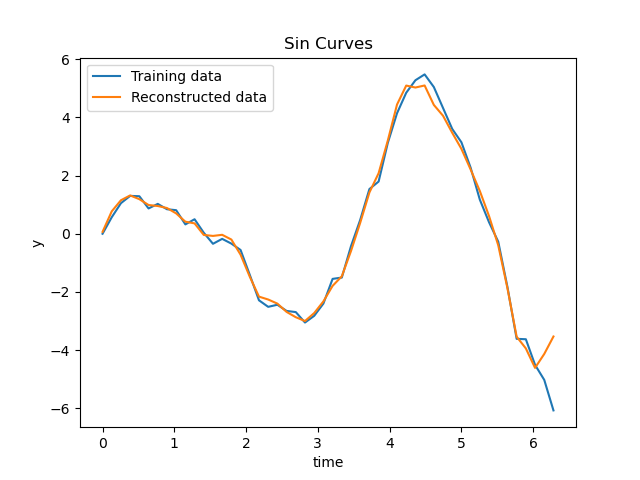 Sin Curves
Training data
Reconstructed data
6
4
2
0
−2
−4
−6
y
0 1 2 3 4 5 6
time